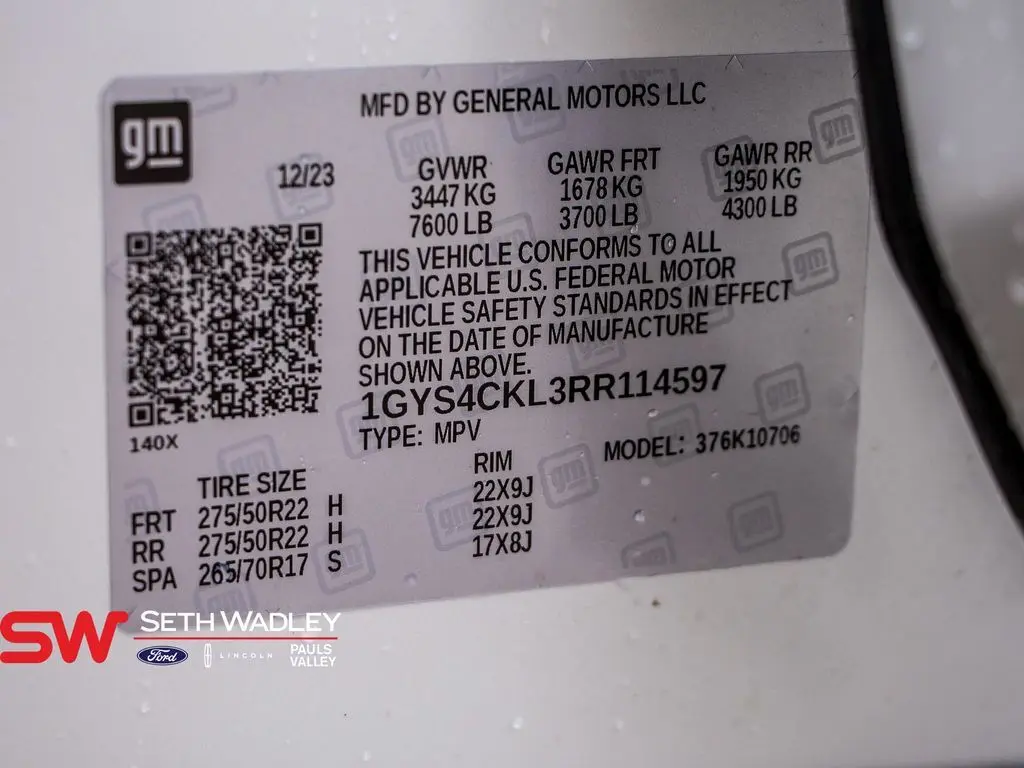 MFD BY GENERAL MOTORS LLC
gm
12/23
GVWR GAWR FRT GAWR RR
3447 KG 1678 KG 1950 KG
7600 LB 3700 LB 4300 LB
THIS VEHICLE CONFORMS TO ALL
APPLICABLE U.S. FEDERAL MOTOR
VEHICLE SAFETY STANDARDS IN EFFECT
ON THE DATE OF MANUFACTURE
SHOWN ABOVE.
1GYS4CKL3RR114597
140X
TYPE: MPV MODEL: 376K10706
TIRE SIZE RIM
FRT 275/50R22 H 22X9J
RR 275/50R22 H 22X9J
SPA 265/70R17 S 17X8J
SW SETH WADLEY
Ford LINCOLN PAULS
VALLEY